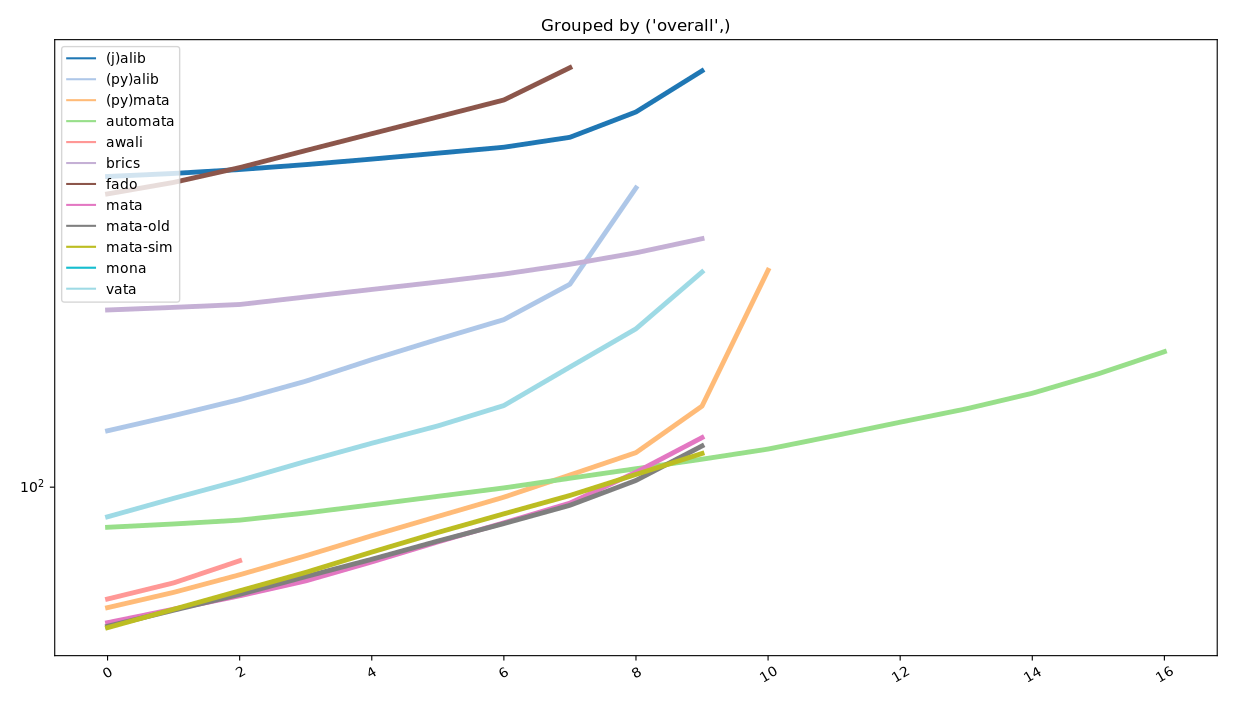 Grouped by ('overall',)
(j)alib
(py)alib
(py)mata
automata
awali
brics
fado
mata
mata-old
mata-sim
mona
vata
10²
0 2 4 6 8 10 12 14 16